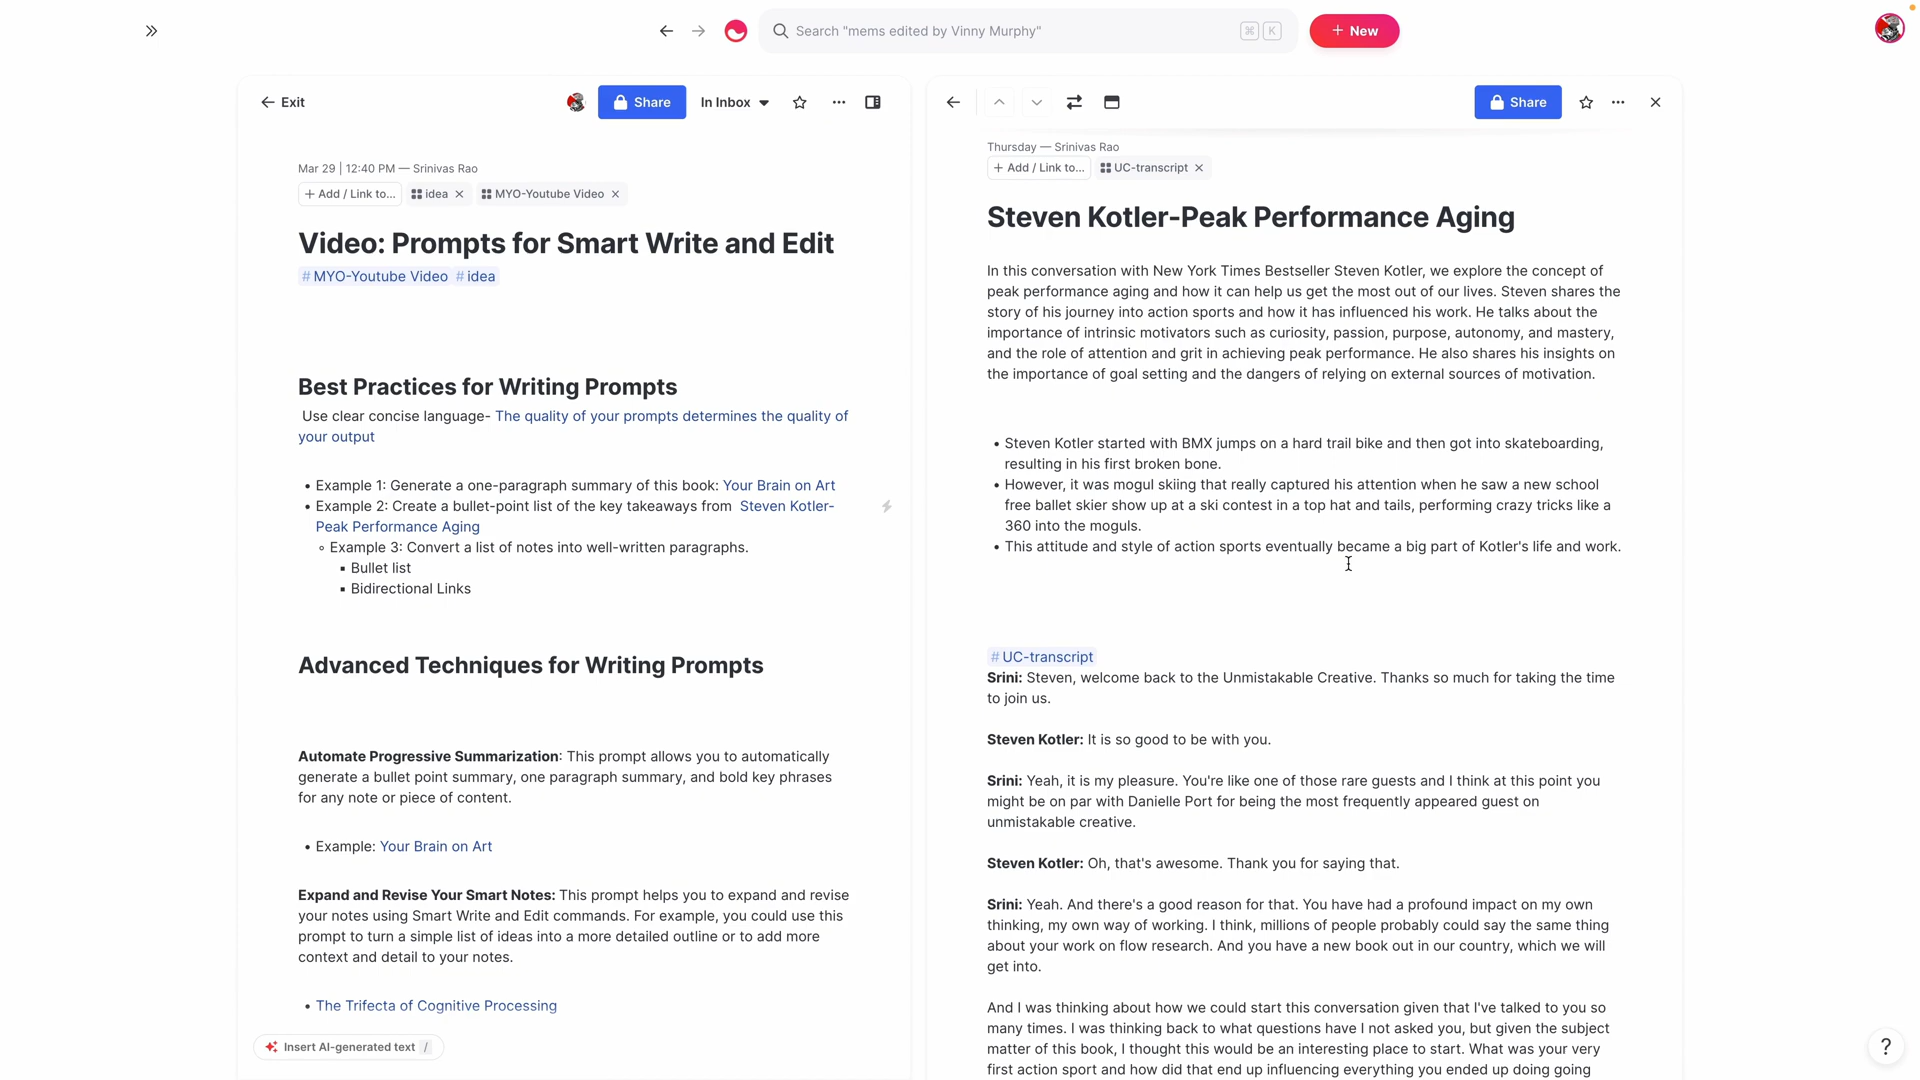 Search "mems edited by Vinny Murphy"
⌘ K
+ New
Exit
Share
In Inbox
Mar 29 | 12:40 PM — Srinivas Rao
+ Add / Link to...
idea
MYO-Youtube Video
Video: Prompts for Smart Write and Edit
#MYO-Youtube Video #idea
Best Practices for Writing Prompts
Use clear concise language- The quality of your prompts determines the quality of
your output
• Example 1: Generate a one-paragraph summary of this book: Your Brain on Art
• Example 2: Create a bullet-point list of the key takeaways from Steven Kotler-
Peak Performance Aging
◦ Example 3: Convert a list of notes into well-written paragraphs.
▪ Bullet list
▪ Bidirectional Links
Advanced Techniques for Writing Prompts
Automate Progressive Summarization: This prompt allows you to automatically
generate a bullet point summary, one paragraph summary, and bold key phrases
for any note or piece of content.
• Example: Your Brain on Art
Expand and Revise Your Smart Notes: This prompt helps you to expand and revise
your notes using Smart Write and Edit commands. For example, you could use this
prompt to turn a simple list of ideas into a more detailed outline or to add more
context and detail to your notes.
• The Trifecta of Cognitive Processing
Insert AI-generated text /
Share
Thursday — Srinivas Rao
+ Add / Link to...
UC-transcript
Steven Kotler-Peak Performance Aging
In this conversation with New York Times Bestseller Steven Kotler, we explore the concept of
peak performance aging and how it can help us get the most out of our lives. Steven shares the
story of his journey into action sports and how it has influenced his work. He talks about the
importance of intrinsic motivators such as curiosity, passion, purpose, autonomy, and mastery,
and the role of attention and grit in achieving peak performance. He also shares his insights on
the importance of goal setting and the dangers of relying on external sources of motivation.
• Steven Kotler started with BMX jumps on a hard trail bike and then got into skateboarding,
resulting in his first broken bone.
• However, it was mogul skiing that really captured his attention when he saw a new school
free ballet skier show up at a ski contest in a top hat and tails, performing crazy tricks like a
360 into the moguls.
• This attitude and style of action sports eventually became a big part of Kotler's life and work.
#UC-transcript
Srini: Steven, welcome back to the Unmistakable Creative. Thanks so much for taking the time
to join us.
Steven Kotler: It is so good to be with you.
Srini: Yeah, it is my pleasure. You're like one of those rare guests and I think at this point you
might be on par with Danielle Port for being the most frequently appeared guest on
unmistakable creative.
Steven Kotler: Oh, that's awesome. Thank you for saying that.
Srini: Yeah. And there's a good reason for that. You have had a profound impact on my own
thinking, my own way of working. I think, millions of people probably could say the same thing
about your work on flow research. And you have a new book out in our country, which we will
get into.
And I was thinking about how we could start this conversation given that I've talked to you so
many times. I was thinking back to what questions have I not asked you, but given the subject
matter of this book, I thought this would be an interesting place to start. What was your very
first action sport and how did that end up influencing everything you ended up doing going
?